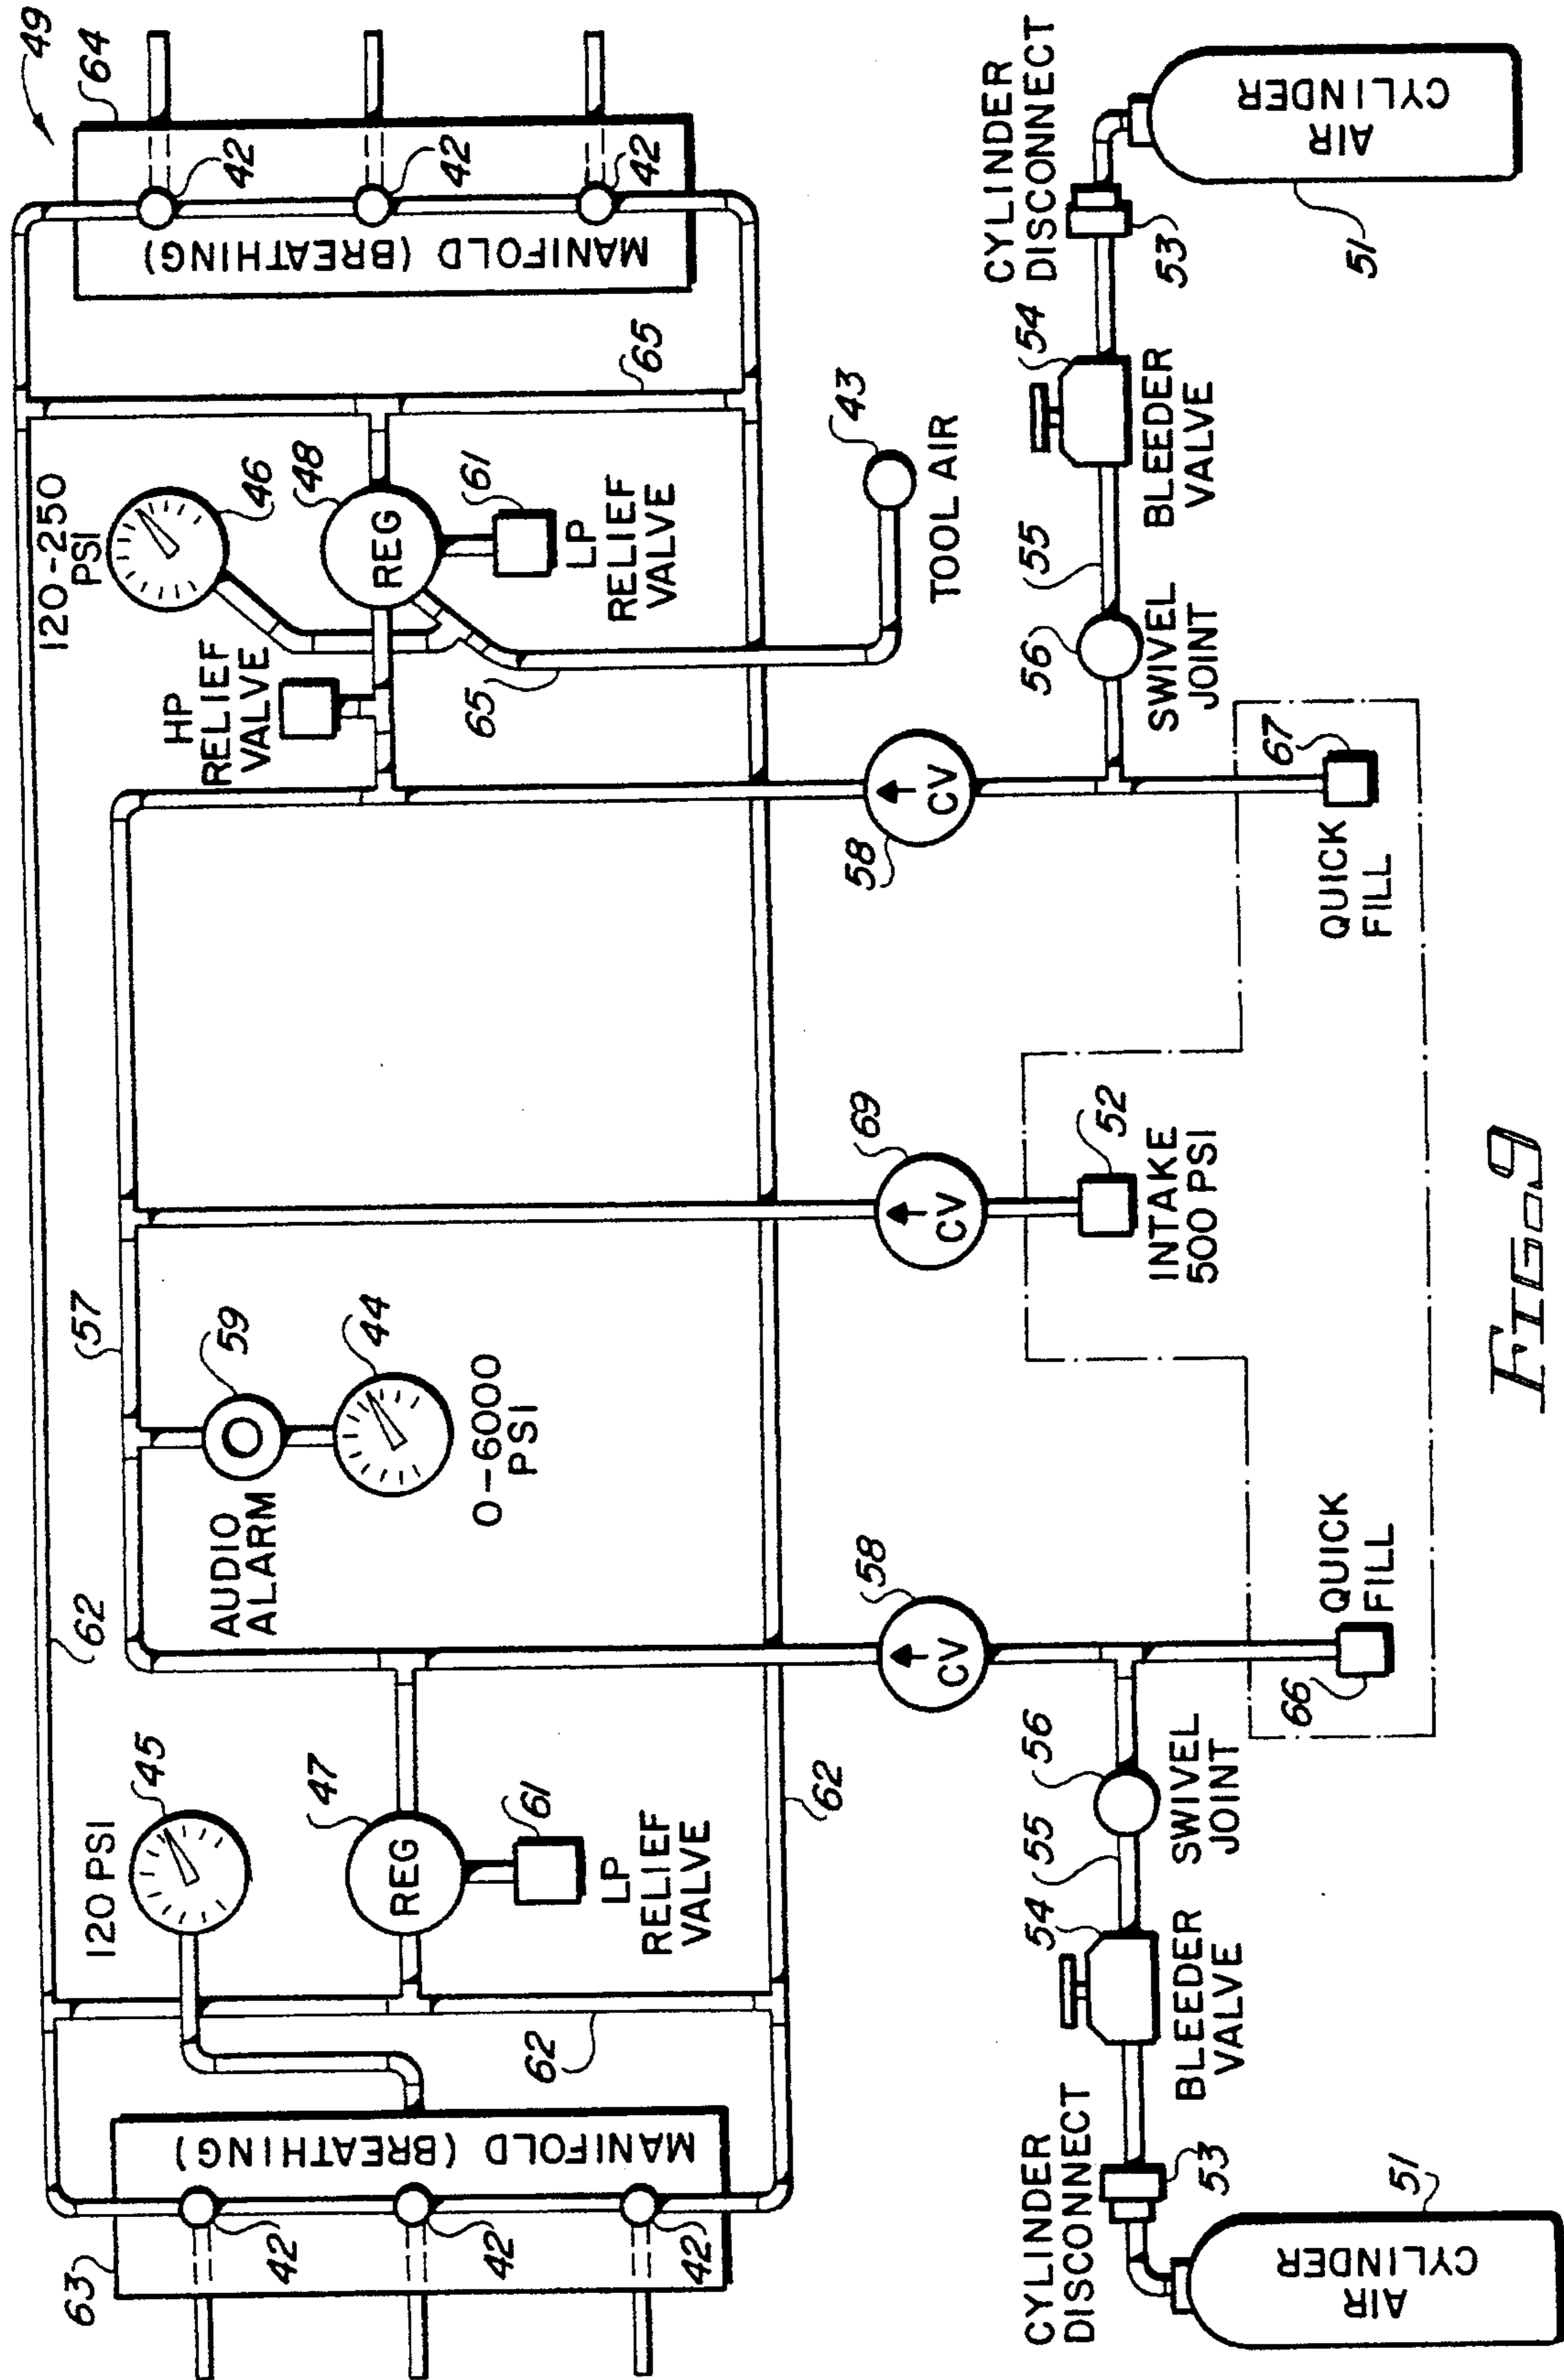 49
64
42
42
42
MANIFOLD (BREATHING)
65
120-250
PSI
46
48
REG
61
LP
RELIEF
VALVE
HP
RELIEF
VALVE
65
43
TOOL AIR
57
59
AUDIO
ALARM
44
0-6000
PSI
62
120 PSI
45
47
REG
61
LP
RELIEF
VALVE
62
62
63
MANIFOLD (BREATHING)
42
42
42
CYLINDER
DISCONNECT
53
54
BLEEDER
VALVE
55
56
SWIVEL
JOINT
58
CV
AIR
CYLINDER
51
67
QUICK
FILL
69
CV
52
INTAKE
500 PSI
58
CV
66
QUICK
FILL
56
SWIVEL
JOINT
55
54
BLEEDER
VALVE
CYLINDER
DISCONNECT
53
AIR
CYLINDER
51
FIG. 9